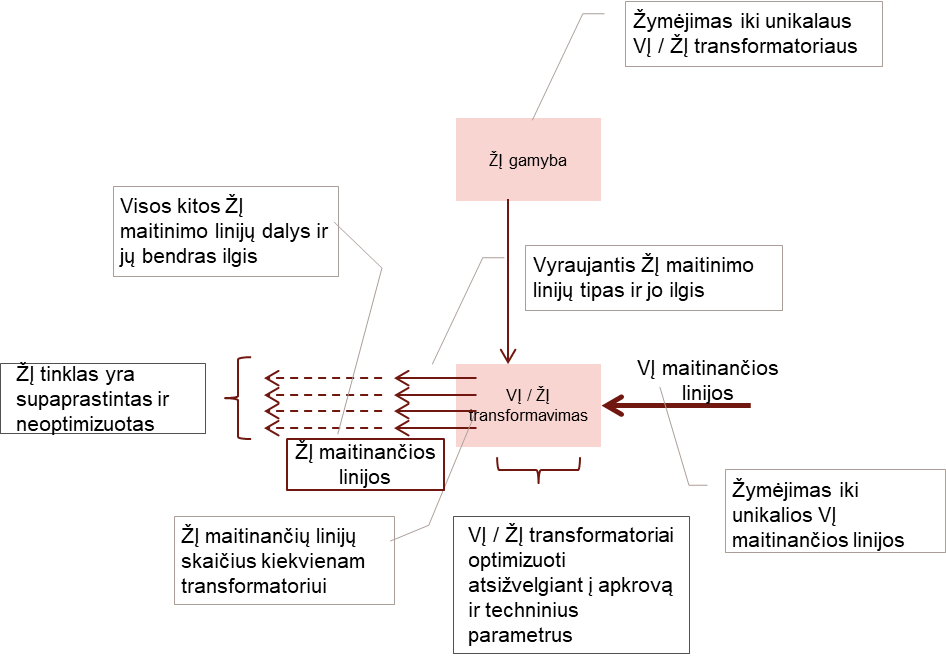 Žymėjimas iki unikalaus
VĮ / ŽĮ transformatoriaus
ŽĮ gamyba
Visos kitos ŽĮ
maitinimo linijų dalys ir
jų bendras ilgis
Vyraujantis ŽĮ maitinimo
linijų tipas ir jo ilgis
ŽĮ tinklas yra
supaprastintas ir
neoptimizuotas
VĮ / ŽĮ
transformavimas
VĮ maitinančios
linijos
ŽĮ maitinančios
linijos
Žymėjimas iki
unikalios VĮ
maitinančios linijos
ŽĮ maitinančių linijų
skaičius kiekvienam
transformatoriui
VĮ / ŽĮ transformatoriai
optimizuoti
atsižvelgiant į apkrovą
ir techninius
parametrus